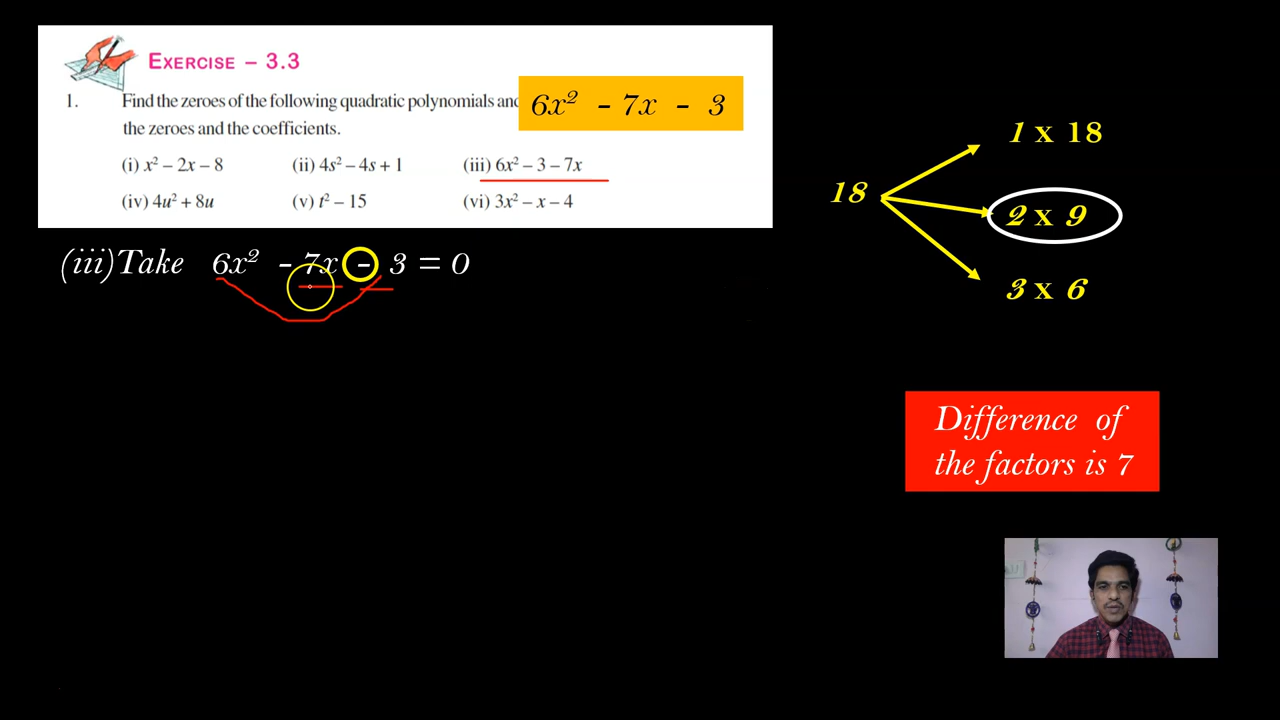 EXERCISE – 3.3
1. Find the zeroes of the following quadratic polynomials and
the zeroes and the coefficients.
6x² - 7x - 3
(i) x² – 2x – 8 (ii) 4s² – 4s + 1 (iii) 6x² – 3 – 7x
(iv) 4u² + 8u (v) t² – 15 (vi) 3x² – x – 4
(iii) Take 6x² - 7x - 3 = 0
18
1 x 18
2 x 9
3 x 6
Difference of
the factors is 7